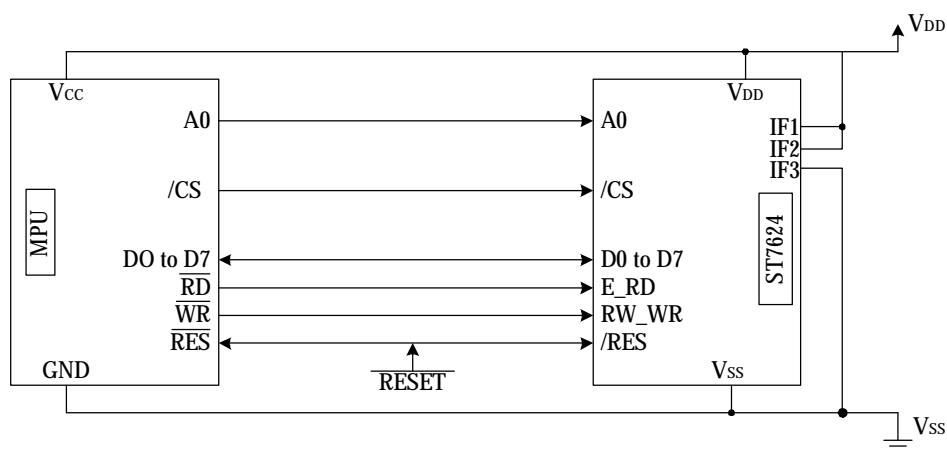 VDD
VCC
VDD
A0
A0
IF1
IF2
IF3
/CS
/CS
MPU
ST7624
DO to D7
D0 to D7
RD
E_RD
WR
RW_WR
RES
/RES
GND
RESET
VSS
VSS